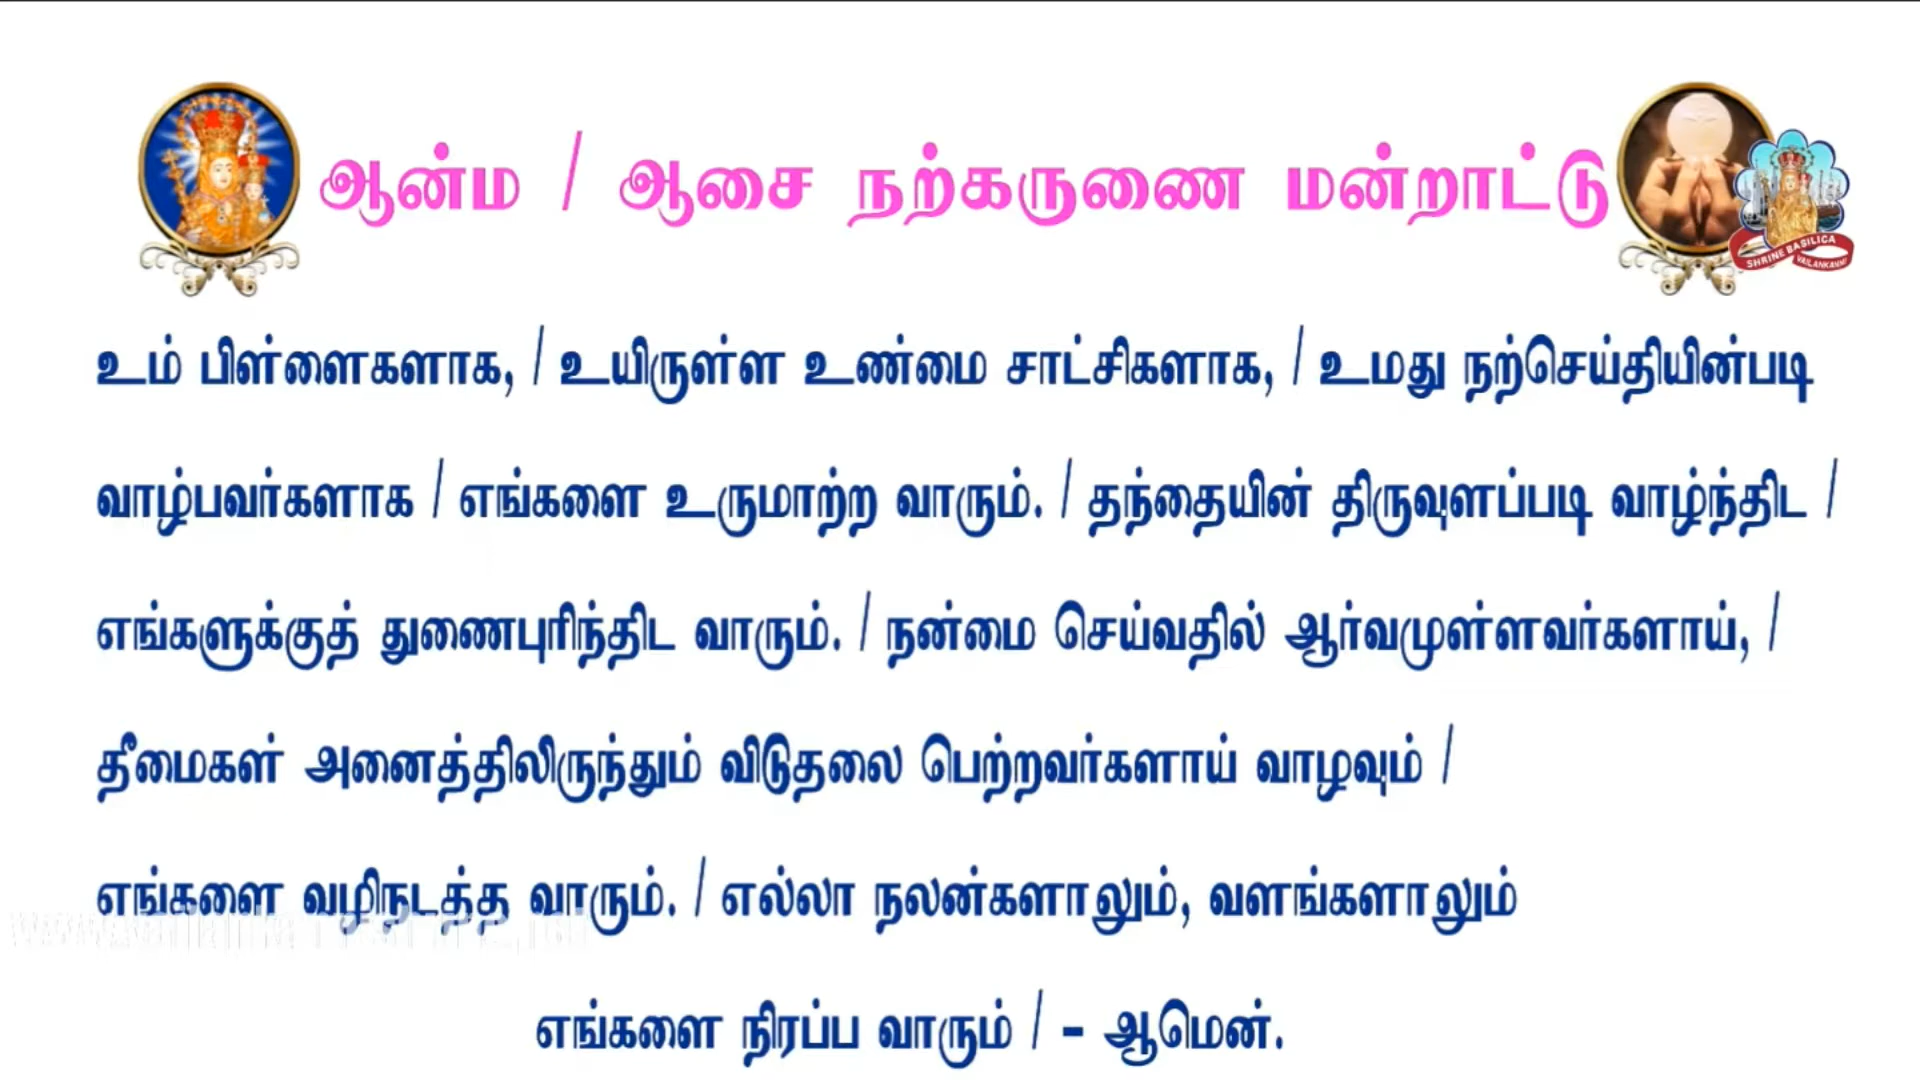 ஆன்ம / ஆசை நற்கருணை மன்றாட்டு
SHRINE BASILICA
VAILANKANNI
உம் பிள்ளைகளாக, / உயிருள்ள உண்மை சாட்சிகளாக, / உமது நற்செய்தியின்படி
வாழ்பவர்களாக / எங்களை உருமாற்ற வாரும். / தந்தையின் திருவுளப்படி வாழ்ந்திட /
எங்களுக்குத் துணைபுரிந்திட வாரும். / நன்மை செய்வதில் ஆர்வமுள்ளவர்களாய், /
தீமைகள் அனைத்திலிருந்தும் விடுதலை பெற்றவர்களாய் வாழவும் /
எங்களை வழிநடத்த வாரும். / எல்லா நலன்களாலும், வளங்களாலும்
எங்களை நிரப்ப வாரும் / - ஆமென்.